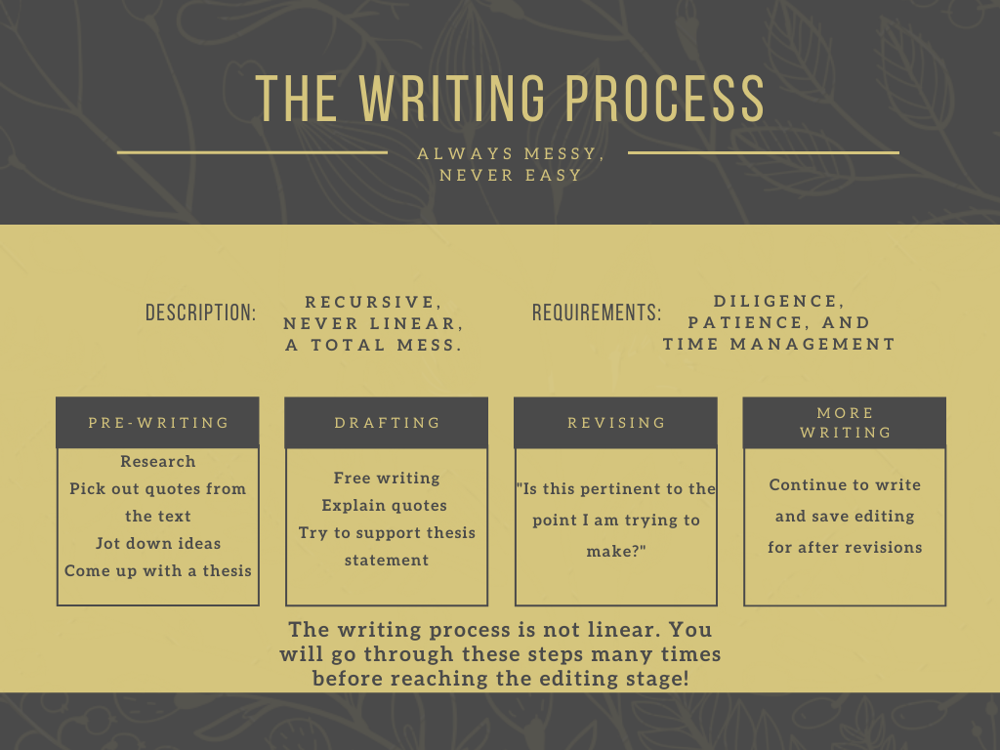 THE WRITING PROCESS
ALWAYS MESSY,
NEVER EASY
DESCRIPTION:
RECURSIVE,
NEVER LINEAR,
A TOTAL MESS.
REQUIREMENTS:
DILIGENCE,
PATIENCE, AND
TIME MANAGEMENT
PRE-WRITING
Research
Pick out quotes from
the text
Jot down ideas
Come up with a thesis
DRAFTING
Free writing
Explain quotes
Try to support thesis
statement
REVISING
"Is this pertinent to the
point I am trying to
make?"
MORE
WRITING
Continue to write
and save editing
for after revisions
The writing process is not linear. You
will go through these steps many times
before reaching the editing stage!